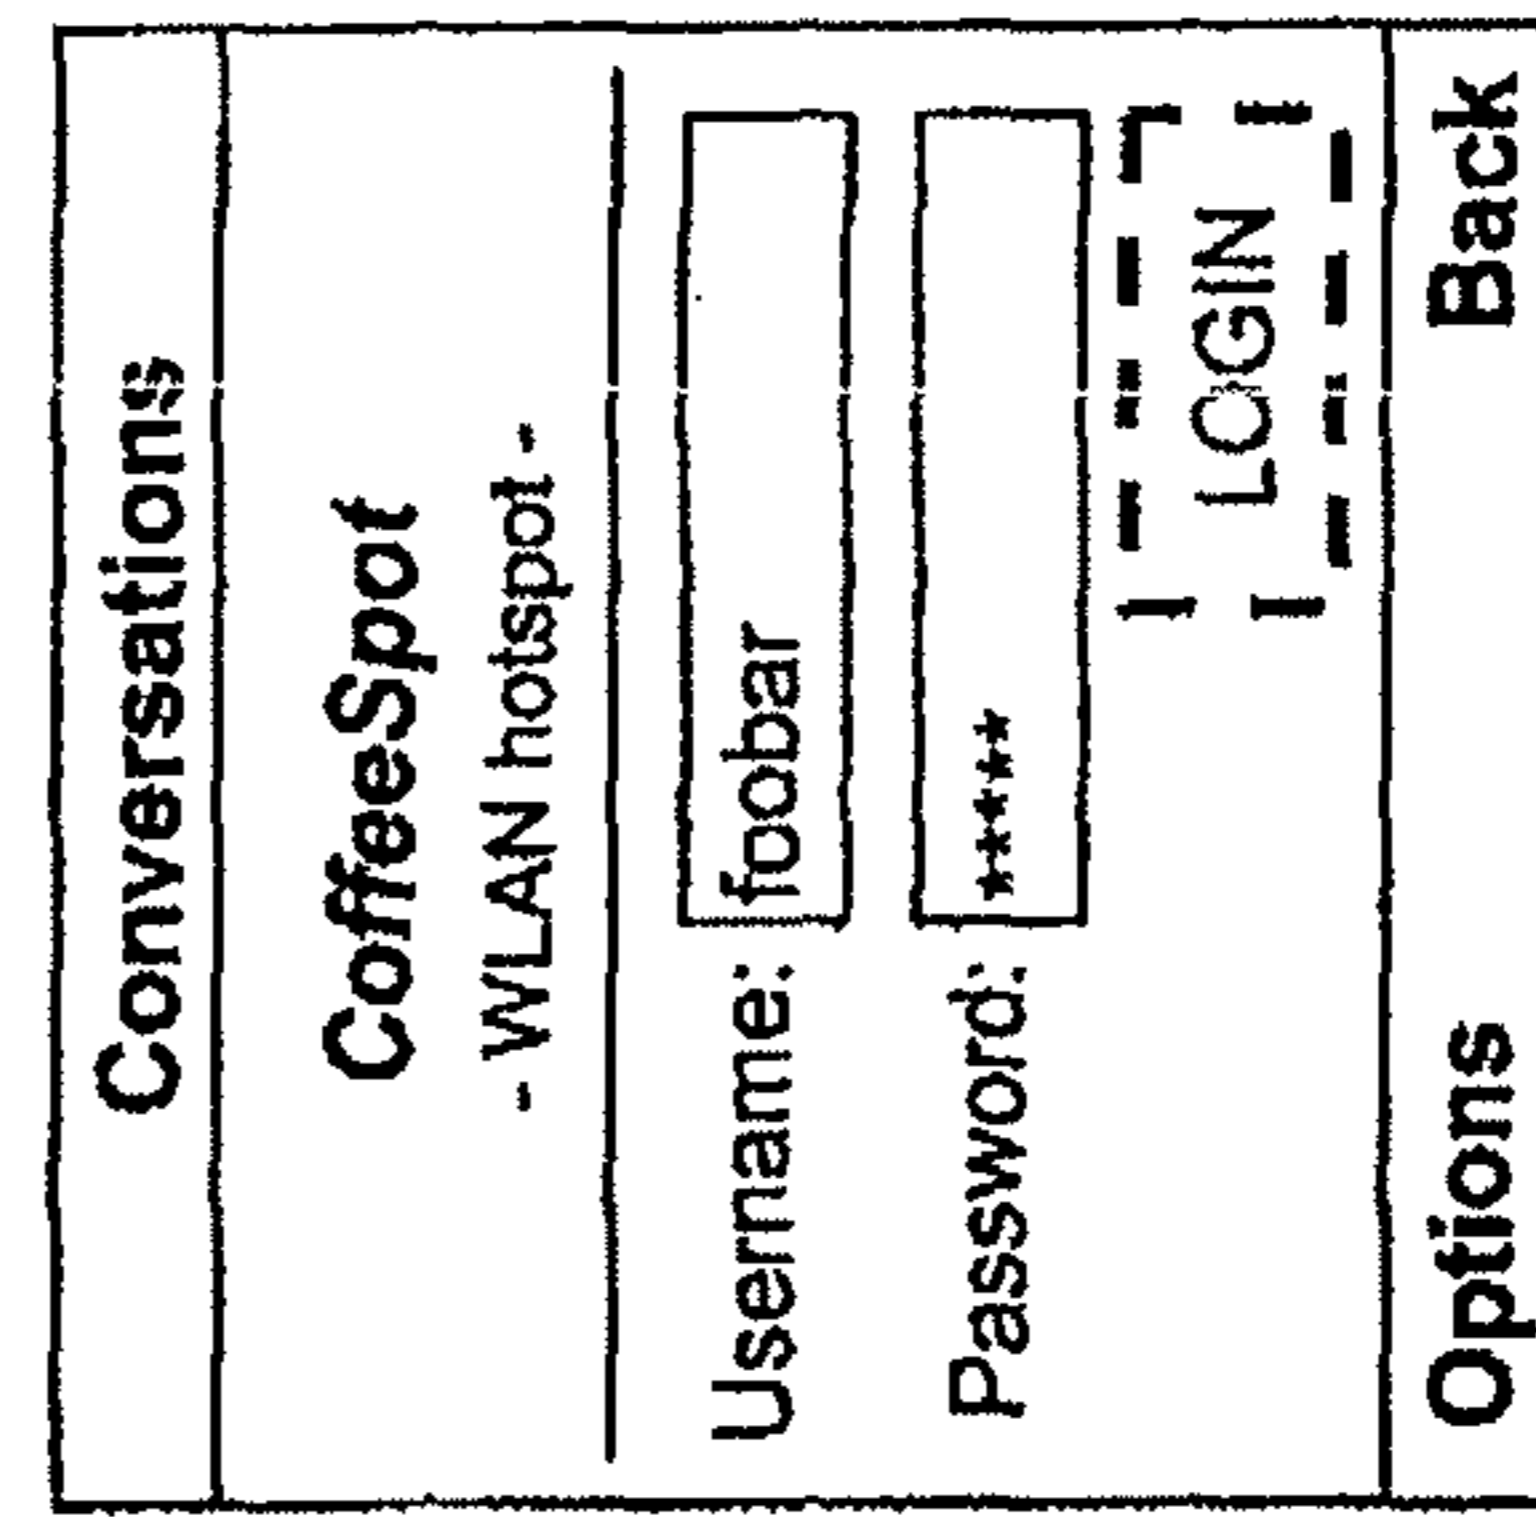 Conversations
CoffeeSpot
- WLAN hotspot -
Username: foobar
Password: *****
LOGIN
Options Back